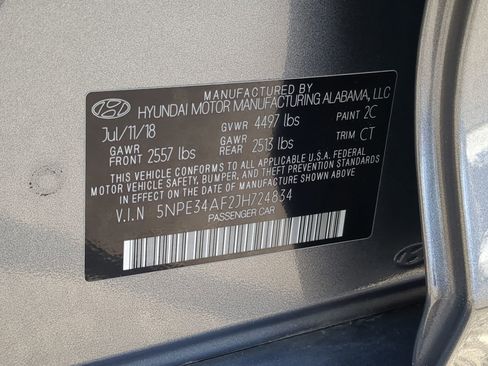 MANUFACTURED BY
HYUNDAI MOTOR MANUFACTURING ALABAMA, LLC
Jul/11/18 GVWR 4497 lbs PAINT 2C
GAWR FRONT 2557 lbs GAWR REAR 2513 lbs TRIM CT
THIS VEHICLE CONFORMS TO ALL APPLICABLE U.S.A. FEDERAL
MOTOR VEHICLE SAFETY, BUMPER, AND THEFT PREVENTION STANDARDS
IN EFFECT ON THE DATE OF MANUFACTURE SHOWN ABOVE.
V.I.N 5NPE34AF2JH724834
PASSENGER CAR